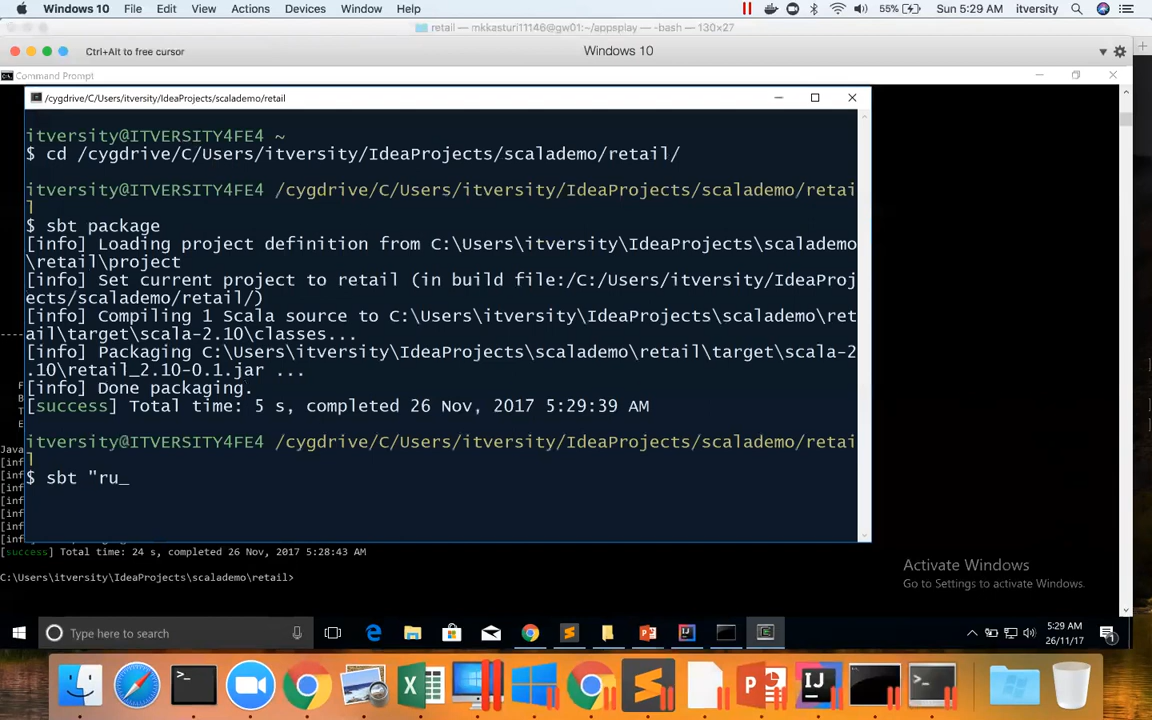 Windows 10 File Edit View Actions Devices Window Help 55% Sun 5:29 AM itversity
retail — mkkasturi11146@gw01:~/appsplay — -bash — 130×27
Ctrl+Alt to free cursor Windows 10
Command Prompt
/cygdrive/C/Users/itversity/IdeaProjects/scalademo/retail
itversity@ITVERSITY4FE4 ~
$ cd /cygdrive/C/Users/itversity/IdeaProjects/scalademo/retail/
itversity@ITVERSITY4FE4 /cygdrive/C/Users/itversity/IdeaProjects/scalademo/retai
l
$ sbt package
[info] Loading project definition from C:\Users\itversity\IdeaProjects\scalademo
\retail\project
[info] Set current project to retail (in build file:/C:/Users/itversity/IdeaProj
ects/scalademo/retail/)
[info] Compiling 1 Scala source to C:\Users\itversity\IdeaProjects\scalademo\ret
ail\target\scala-2.10\classes...
[info] Packaging C:\Users\itversity\IdeaProjects\scalademo\retail\target\scala-2
.10\retail_2.10-0.1.jar ...
[info] Done packaging.
[success] Total time: 5 s, completed 26 Nov, 2017 5:29:39 AM
itversity@ITVERSITY4FE4 /cygdrive/C/Users/itversity/IdeaProjects/scalademo/retai
l
$ sbt "ru_
Java
[inf
[inf
[inf
[inf
[inf
[inf
[success] Total time: 24 s, completed 26 Nov, 2017 5:28:43 AM
C:\Users\itversity\IdeaProjects\scalademo\retail>
Activate Windows
Go to Settings to activate Windows.
Type here to search
5:29 AM
26/11/17